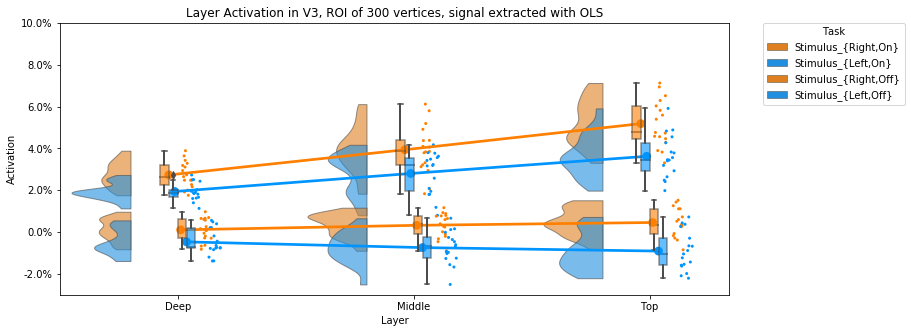 Layer Activation in V3, ROI of 300 vertices, signal extracted with OLS
10.0%
8.0%
6.0%
4.0%
2.0%
0.0%
-2.0%
Activation
Deep
Middle
Top
Layer
Task
Stimulus_{Right,On}
Stimulus_{Left,On}
Stimulus_{Right,Off}
Stimulus_{Left,Off}